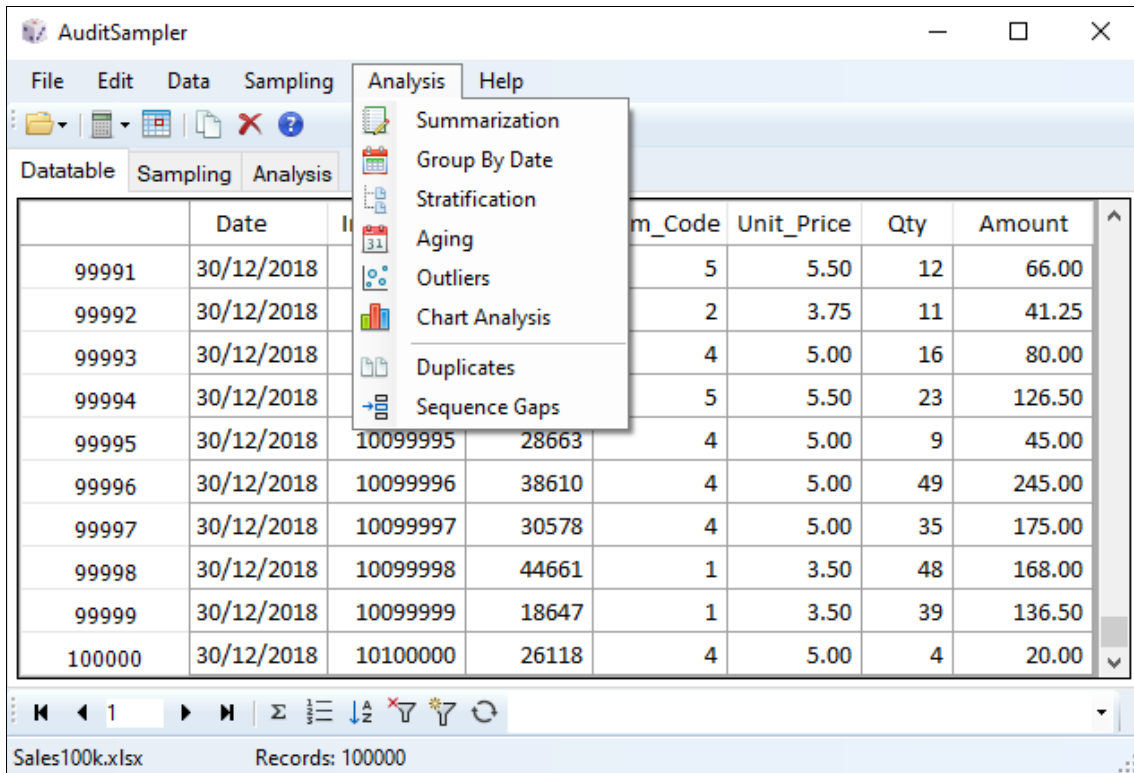 AuditSampler
File Edit Data Sampling Analysis Help
Summarization
Group By Date
Stratification
31 Aging
Outliers
Chart Analysis
Duplicates
Sequence Gaps
Datatable Sampling Analysis
Date m_Code Unit_Price Qty Amount
99991 30/12/2018 5 5.50 12 66.00
99992 30/12/2018 2 3.75 11 41.25
99993 30/12/2018 4 5.00 16 80.00
99994 30/12/2018 5 5.50 23 126.50
99995 30/12/2018 10099995 28663 4 5.00 9 45.00
99996 30/12/2018 10099996 38610 4 5.00 49 245.00
99997 30/12/2018 10099997 30578 4 5.00 35 175.00
99998 30/12/2018 10099998 44661 1 3.50 48 168.00
99999 30/12/2018 10099999 18647 1 3.50 39 136.50
100000 30/12/2018 10100000 26118 4 5.00 4 20.00
1
Sales100k.xlsx Records: 100000